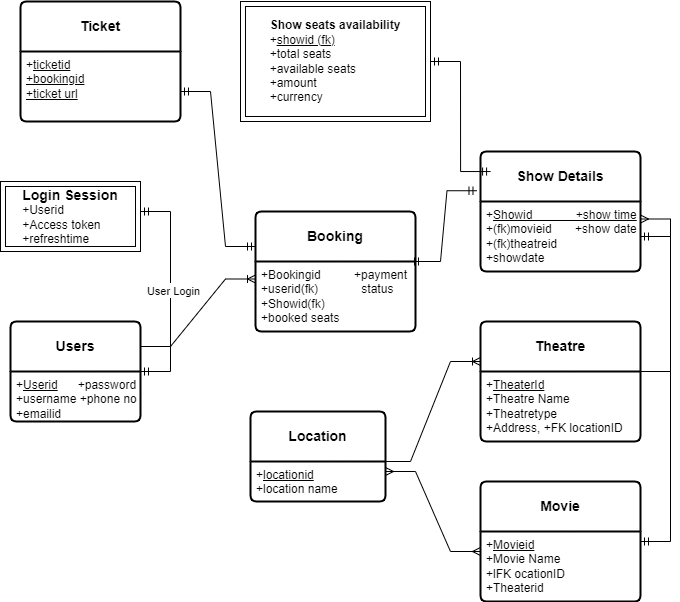 Ticket
+ticketid
+bookingid
+ticket url
Show seats availability
+showid (fk)
+total seats
+available seats
+amount
+currency
Login Session
+Userid
+Access token
+refreshtime
User Login
Booking
+Bookingid +payment
+userid(fk) status
+Showid(fk)
+booked seats
Show Details
+Showid +show time
+(fk)movieid +show date
+(fk)theatreid
+showdate
Users
+Userid +password
+username +phone no
+emailid
Location
+locationid
+location name
Theatre
+TheaterId
+Theatre Name
+Theatretype
+Address, +FK locationID
Movie
+Movieid
+Movie Name
+IFK ocationID
+Theaterid